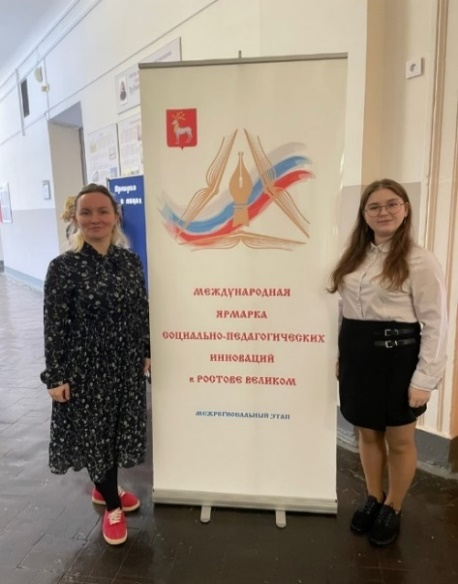 МЕЖДУНАРОДНАЯ
ЯРМАРКА
СОЦИАЛЬНО-ПЕДАГОГИЧЕСКИХ
ИННОВАЦИЙ
в РОСТОВЕ ВЕЛИКОМ
МЕЖРЕГИОНАЛЬНЫЙ ЭТАП